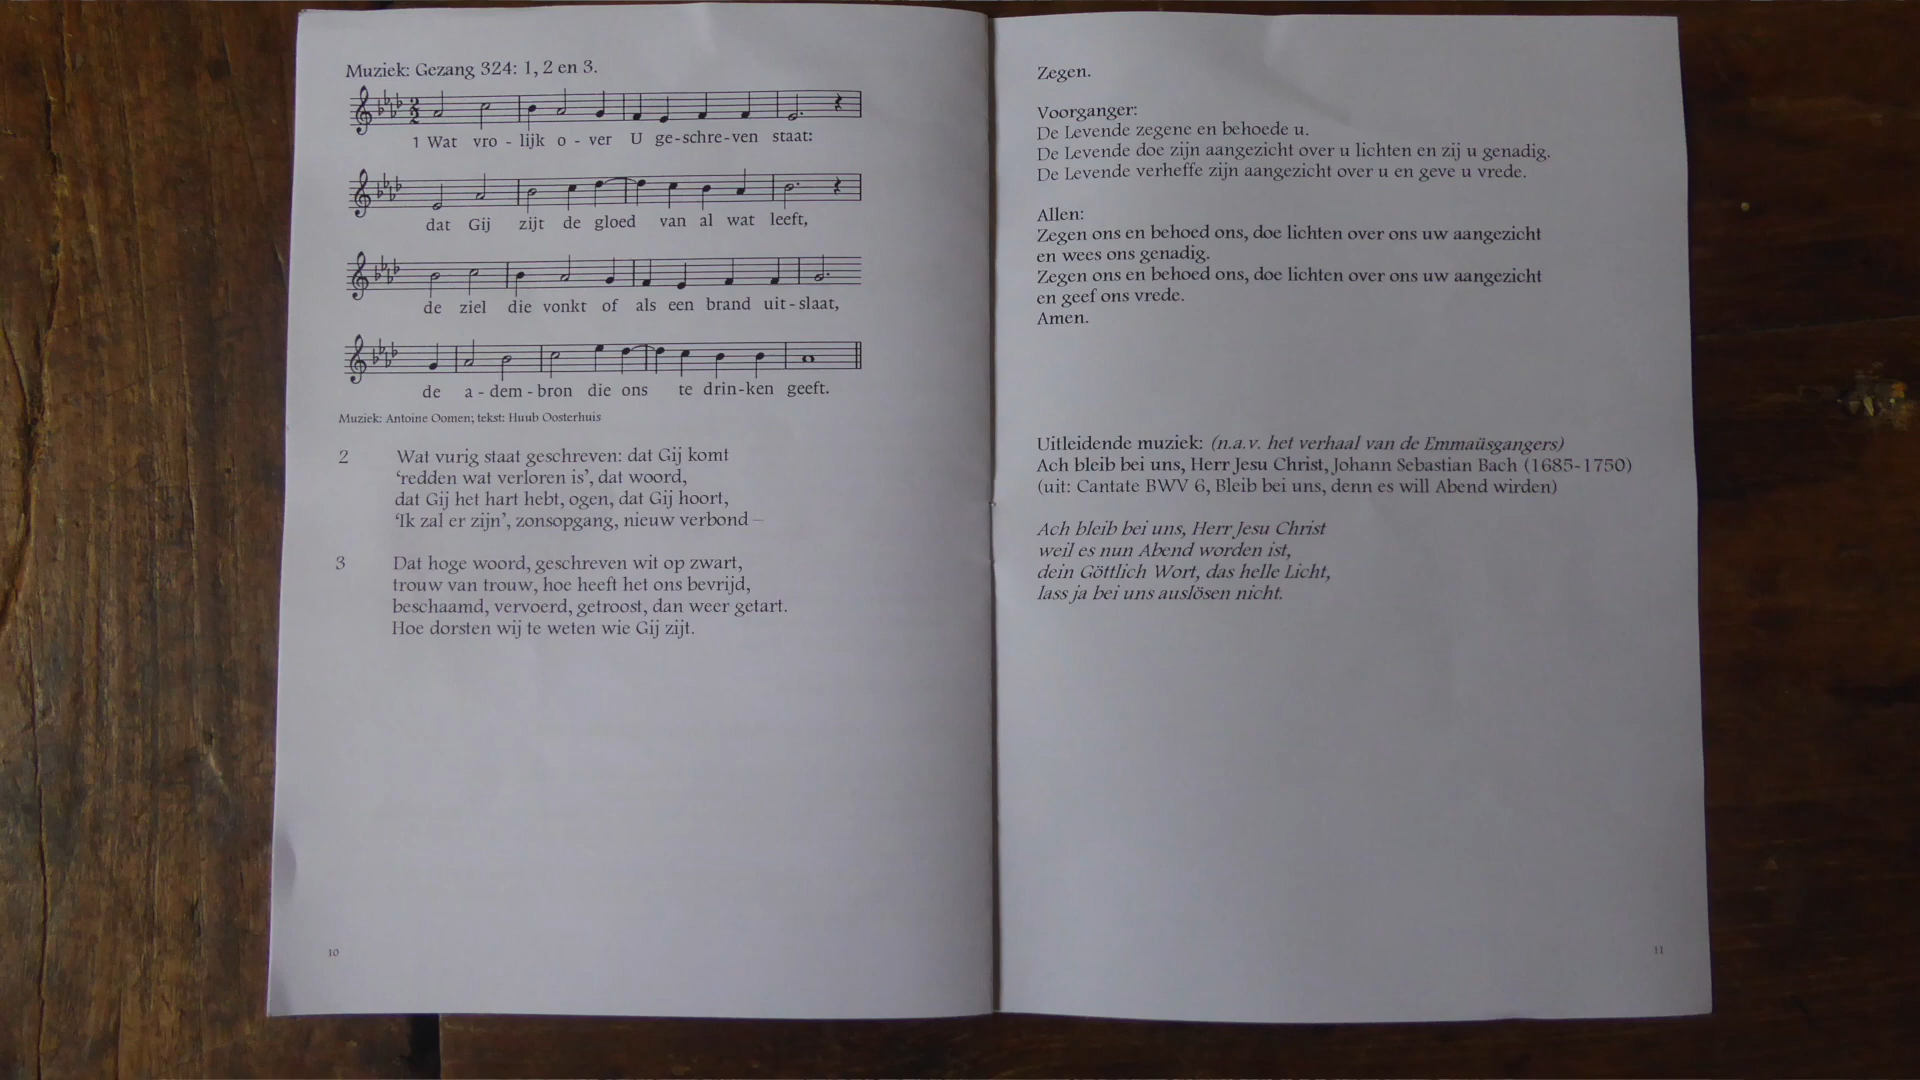 Muziek: Gezang 324: 1, 2 en 3.
1 Wat vro - lijk o - ver U ge-schre-ven staat:
dat Gij zijt de gloed van al wat leeft,
de ziel die vonkt of als een brand uit-slaat,
de a - dem - bron die ons te drin-ken geeft.
Muziek: Antoine Oomen; tekst: Huub Oosterhuis
2 Wat vurig staat geschreven: dat Gij komt
‘redden wat verloren is’, dat woord,
dat Gij het hart hebt, ogen, dat Gij hoort,
‘Ik zal er zijn’, zonsopgang, nieuw verbond –
3 Dat hoge woord, geschreven wit op zwart,
trouw van trouw, hoe heeft het ons bevrijd,
beschaamd, vervoerd, getroost, dan weer getart.
Hoe dorsten wij te weten wie Gij zijt.
10
Zegen.
Voorganger:
De Levende zegene en behoede u.
De Levende doe zijn aangezicht over u lichten en zij u genadig.
De Levende verheffe zijn aangezicht over u en geve u vrede.
Allen:
Zegen ons en behoed ons, doe lichten over ons uw aangezicht
en wees ons genadig.
Zegen ons en behoed ons, doe lichten over ons uw aangezicht
en geef ons vrede.
Amen.
Uitleidende muziek: (n.a.v. het verhaal van de Emmaüsgangers)
Ach bleib bei uns, Herr Jesu Christ, Johann Sebastian Bach (1685-1750)
(uit: Cantate BWV 6, Bleib bei uns, denn es will Abend wirden)
Ach bleib bei uns, Herr Jesu Christ
weil es nun Abend worden ist,
dein Göttlich Wort, das helle Licht,
lass ja bei uns auslösen nicht.
11